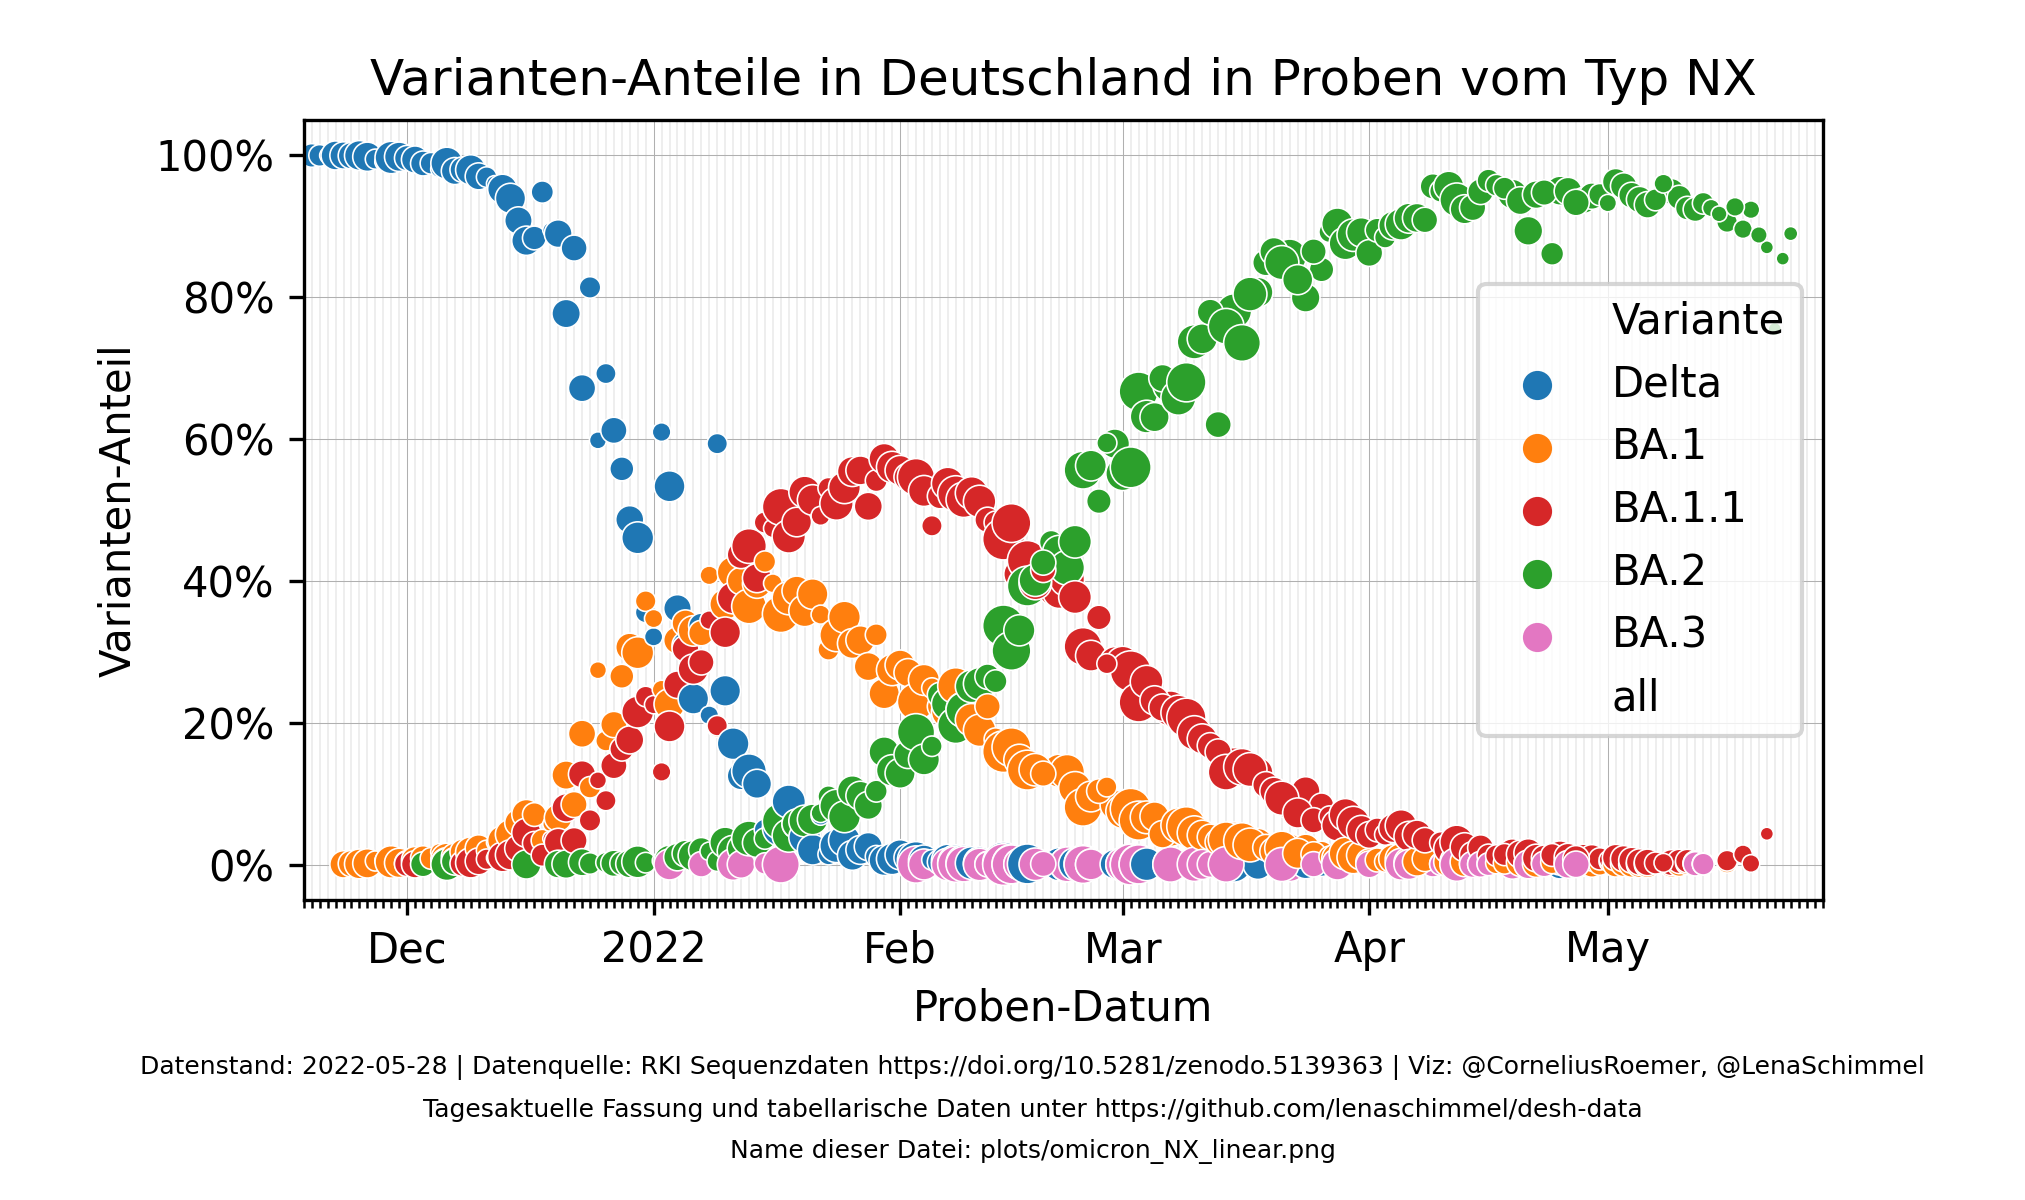 Varianten-Anteile in Deutschland in Proben vom Typ NX
100%
80%
60%
40%
20%
0%
Varianten-Anteil
Variante
Delta
BA.1
BA.1.1
BA.2
BA.3
all
Dec 2022 Feb Mar Apr May
Proben-Datum
Datenstand: 2022-05-28 | Datenquelle: RKI Sequenzdaten https://doi.org/10.5281/zenodo.5139363 | Viz: @CorneliusRoemer, @LenaSchimmel
Tagesaktuelle Fassung und tabellarische Daten unter https://github.com/lenaschimmel/desh-data
Name dieser Datei: plots/omicron_NX_linear.png